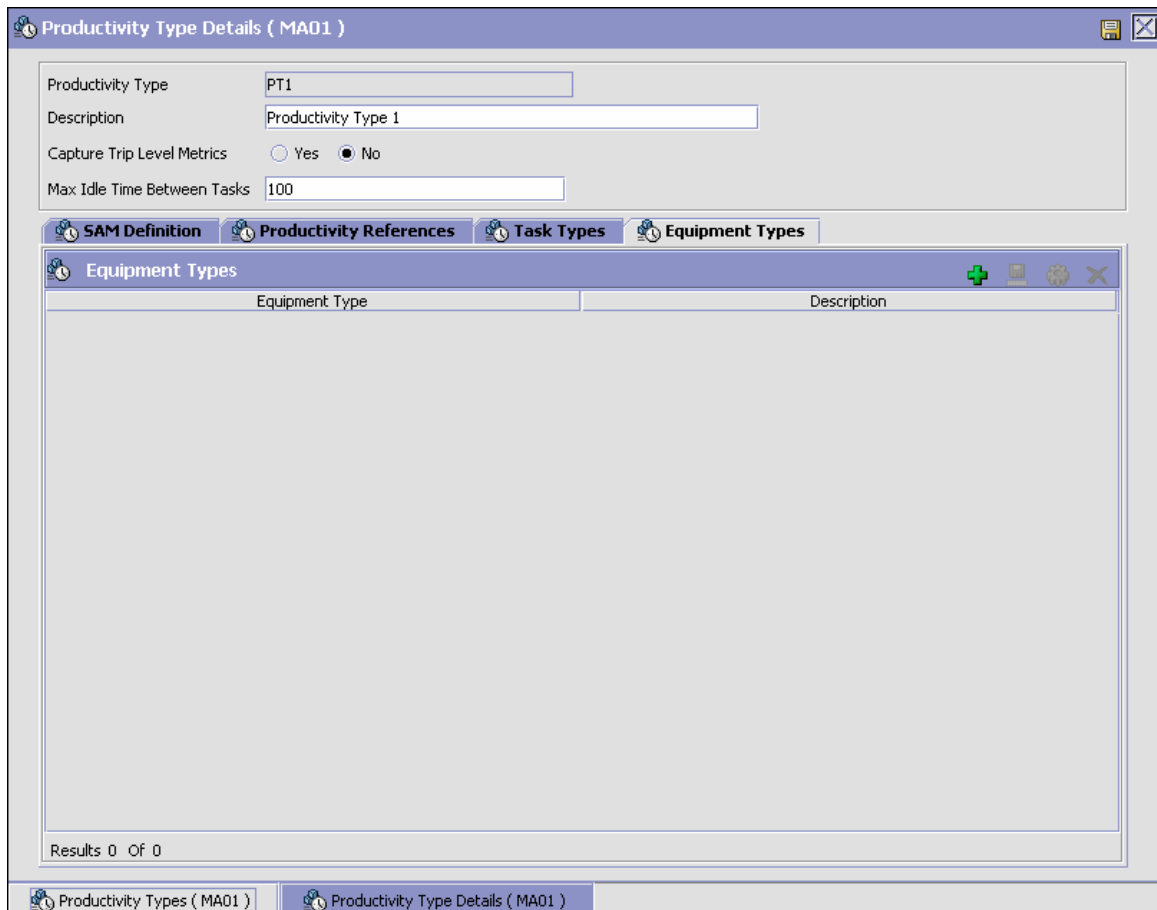 Productivity Type Details ( MA01 )
Productivity Type PT1
Description Productivity Type 1
Capture Trip Level Metrics Yes No
Max Idle Time Between Tasks 100
SAM Definition Productivity References Task Types Equipment Types
Equipment Types
Equipment Type Description
Results 0 Of 0
Productivity Types ( MA01 ) Productivity Type Details ( MA01 )